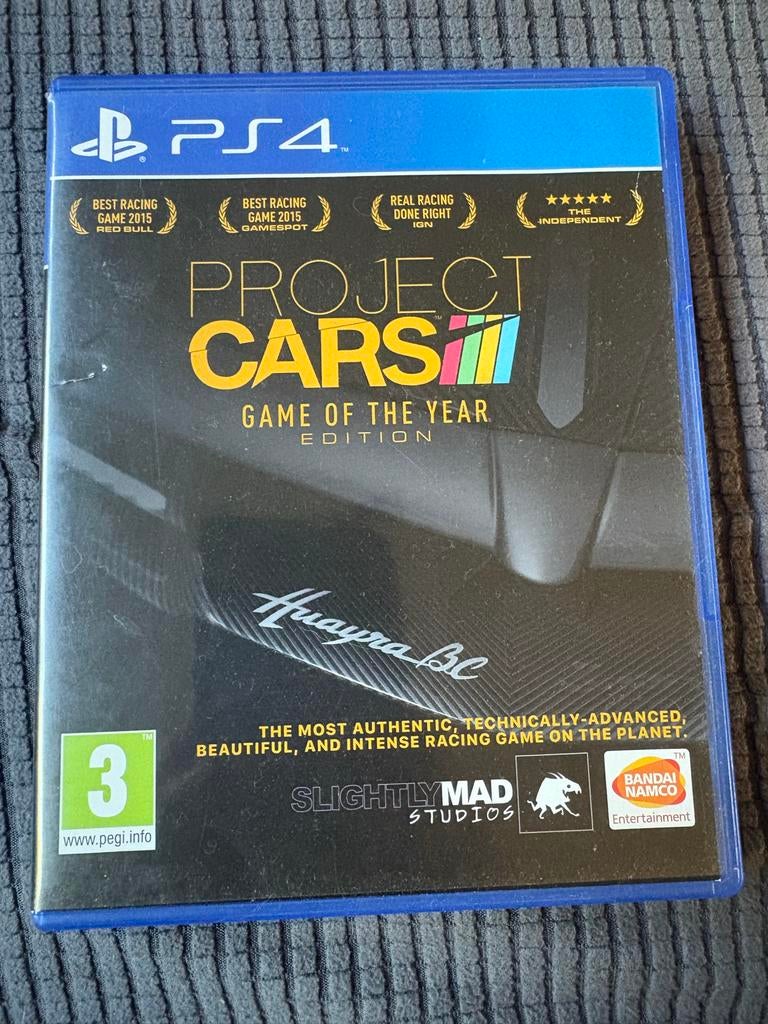 PS4
BEST RACING
GAME 2015
RED BULL
BEST RACING
GAME 2015
GAMESPOT
REAL RACING
DONE RIGHT
IGN
★★★★★
THE
INDEPENDENT
PROJECT
CARS
GAME OF THE YEAR
EDITION
Huayra BC
THE MOST AUTHENTIC, TECHNICALLY-ADVANCED,
BEAUTIFUL, AND INTENSE RACING GAME ON THE PLANET.
3
www.pegi.info
SLIGHTLYMAD
STUDIOS
BANDAI
NAMCO
Entertainment